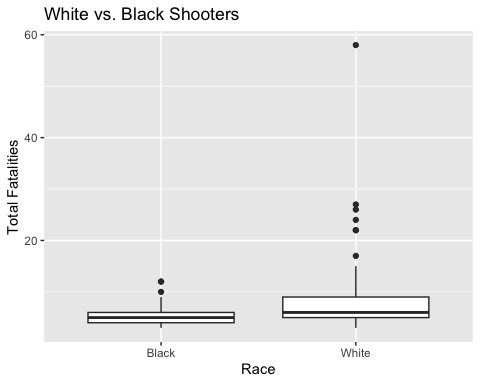 White vs. Black Shooters
60
40
20
Total Fatalities
Black
White
Race